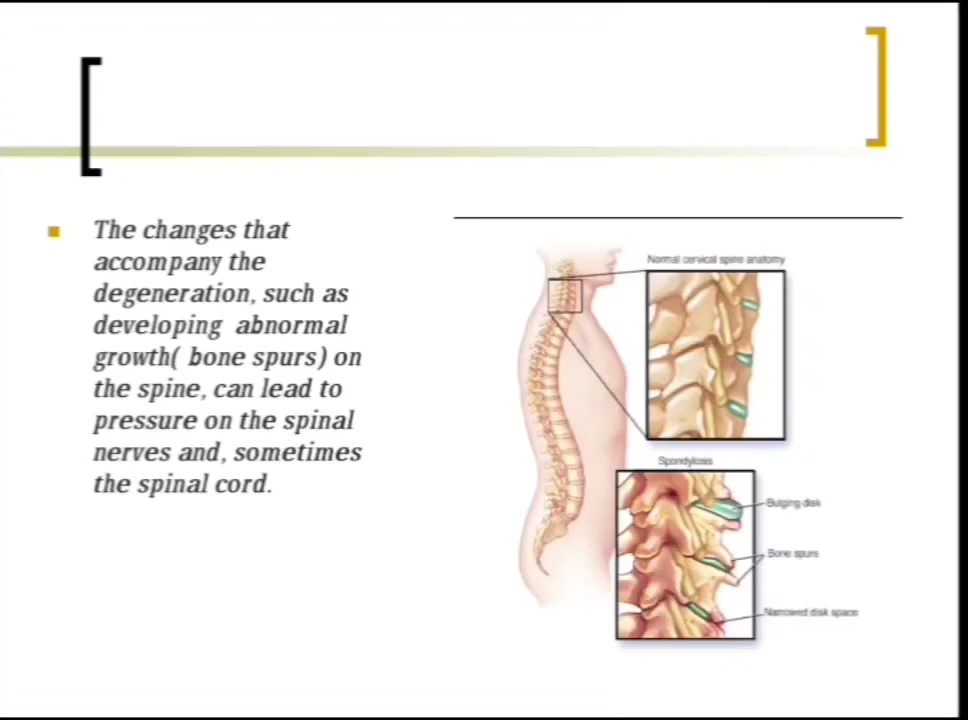 The changes that
accompany the
degeneration, such as
developing abnormal
growth( bone spurs) on
the spine, can lead to
pressure on the spinal
nerves and, sometimes
the spinal cord.
Normal cervical spine anatomy
Spondylosis
Bulging disk
Bone spurs
Narrowed disk space